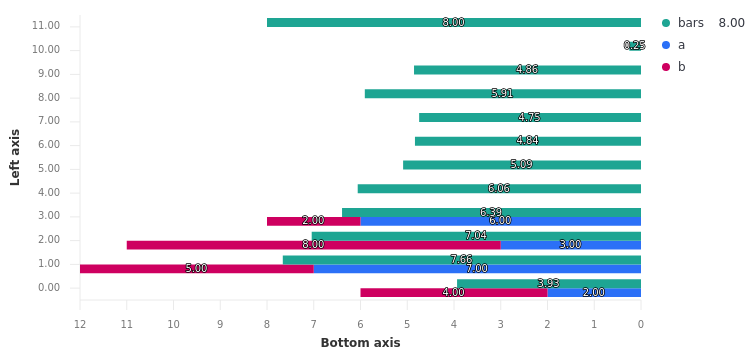 11.00 8.00 bars 8.00
10.00 0.25 a
9.00 4.86 b
8.00 5.91
7.00 4.75
6.00 4.84
5.00 5.09
4.00 6.06
3.00 6.39
2.00 6.00
2.00 7.04
8.00 3.00
1.00 7.66
5.00 7.00
0.00 3.93
4.00 2.00
Left axis
12 11 10 9 8 7 6 5 4 3 2 1 0
Bottom axis